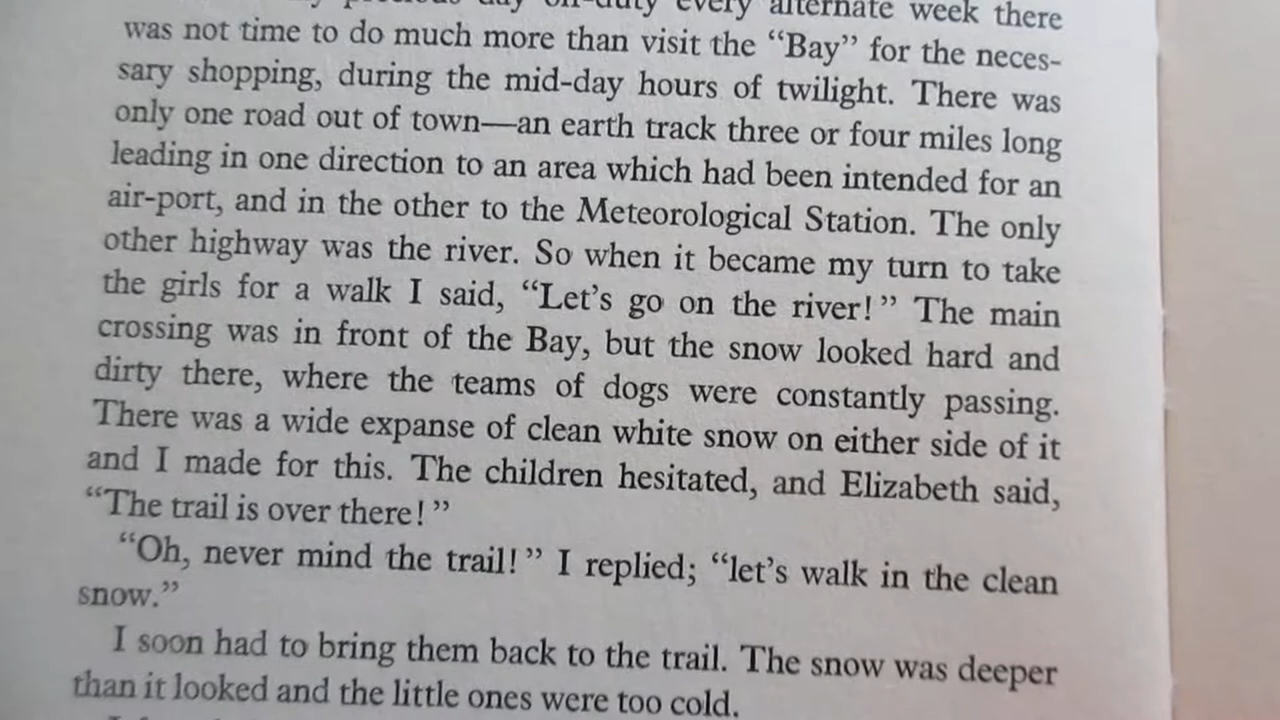 day off-duty every alternate week there
was not time to do much more than visit the “Bay” for the neces-
sary shopping, during the mid-day hours of twilight. There was
only one road out of town—an earth track three or four miles long
leading in one direction to an area which had been intended for an
air-port, and in the other to the Meteorological Station. The only
other highway was the river. So when it became my turn to take
the girls for a walk I said, “Let’s go on the river!” The main
crossing was in front of the Bay, but the snow looked hard and
dirty there, where the teams of dogs were constantly passing.
There was a wide expanse of clean white snow on either side of it
and I made for this. The children hesitated, and Elizabeth said,
“The trail is over there!”
“Oh, never mind the trail!” I replied; “let’s walk in the clean
snow.”
I soon had to bring them back to the trail. The snow was deeper
than it looked and the little ones were too cold.